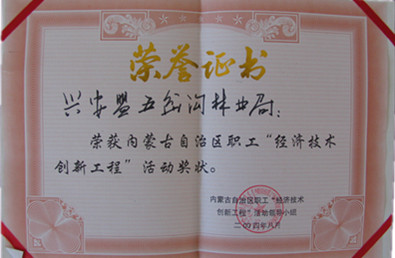 荣誉证书
兴安盟五岔沟林业局:
荣获内蒙古自治区职工“经济技术
创新工程”活动奖状。
内蒙古自治区职工“经济技术
创新工程”活动领导小组
二〇〇四年八月